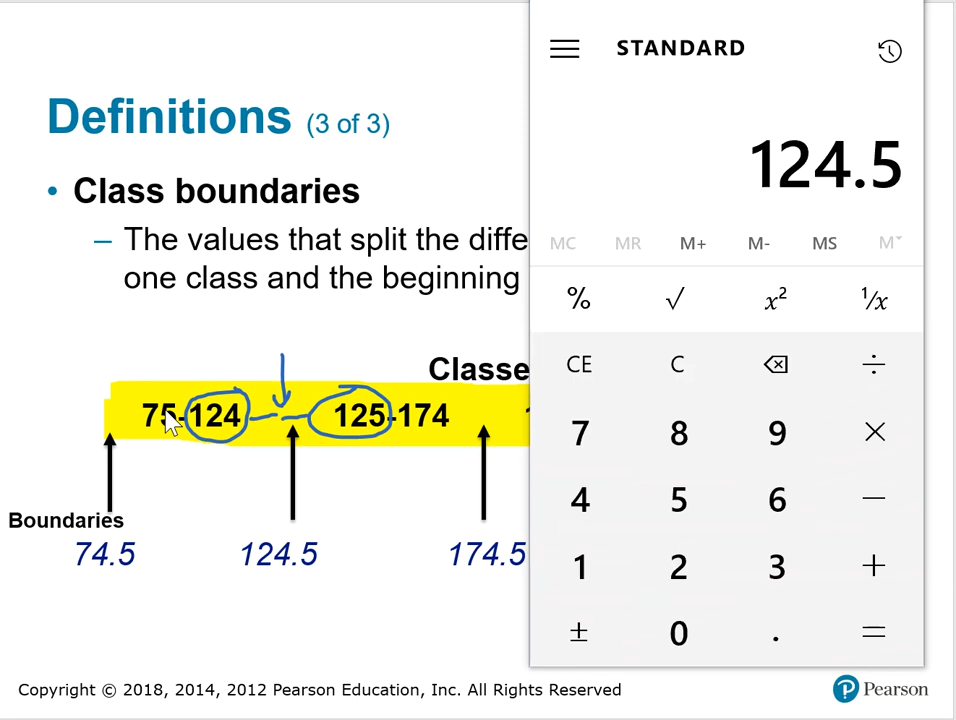 Definitions (3 of 3)
• Class boundaries
– The values that split the diffe
one class and the beginning
Classe
75-124 125-174
Boundaries
74.5 124.5 174.5
STANDARD
124.5
MC MR M+ M- MS M˅
% √ x² ¹/x
CE C ⌫ ÷
7 8 9 ×
4 5 6 −
1 2 3 +
± 0 . =
Copyright © 2018, 2014, 2012 Pearson Education, Inc. All Rights Reserved
P Pearson